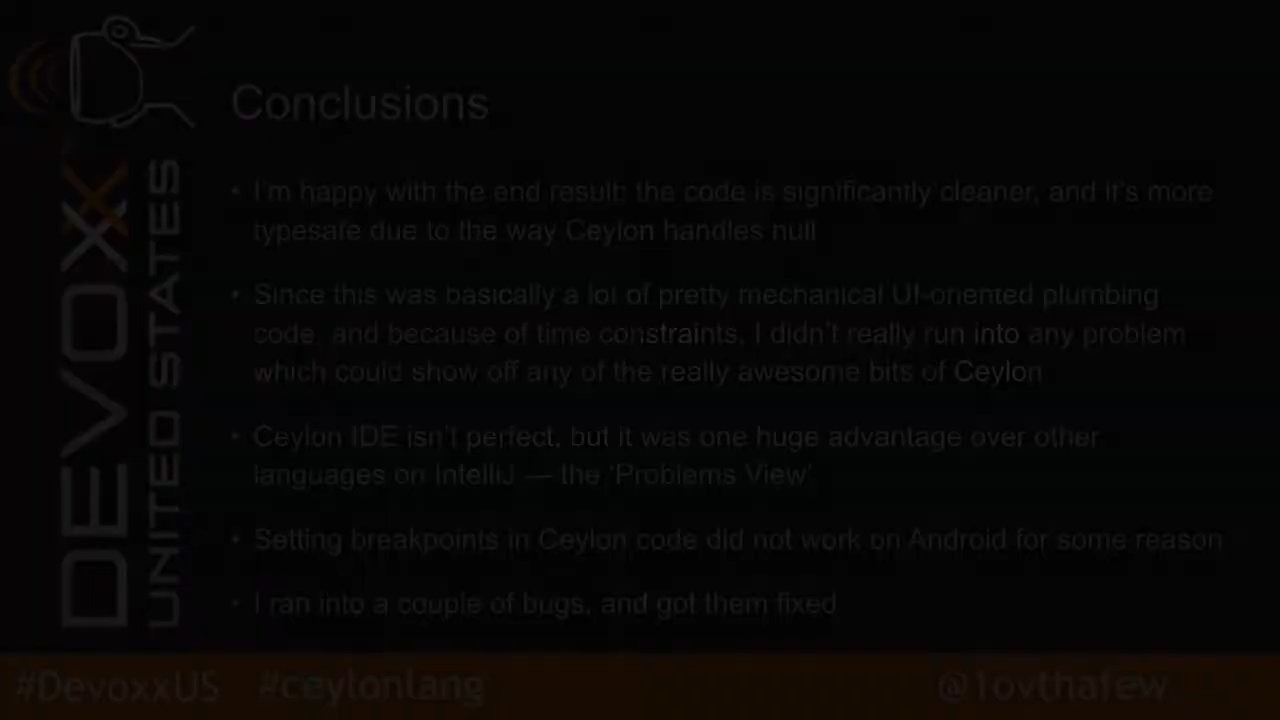 Conclusions
• I'm happy with the end result: the code is significantly cleaner, and it's more
typesafe due to the way Ceylon handles null
• Since this was basically a lot of pretty mechanical UI-oriented plumbing
code, and because of time constraints, I didn't really run into any problem
which could show off any of the really awesome bits of Ceylon
• Ceylon IDE isn't perfect, but it was one huge advantage over other
languages on IntelliJ — the 'Problems View'
• Setting breakpoints in Ceylon code did not work on Android for some reason
• I ran into a couple of bugs, and got them fixed
DEVOXX
UNITED STATES
#DevoxxUS #ceylonlang @1ovthafew